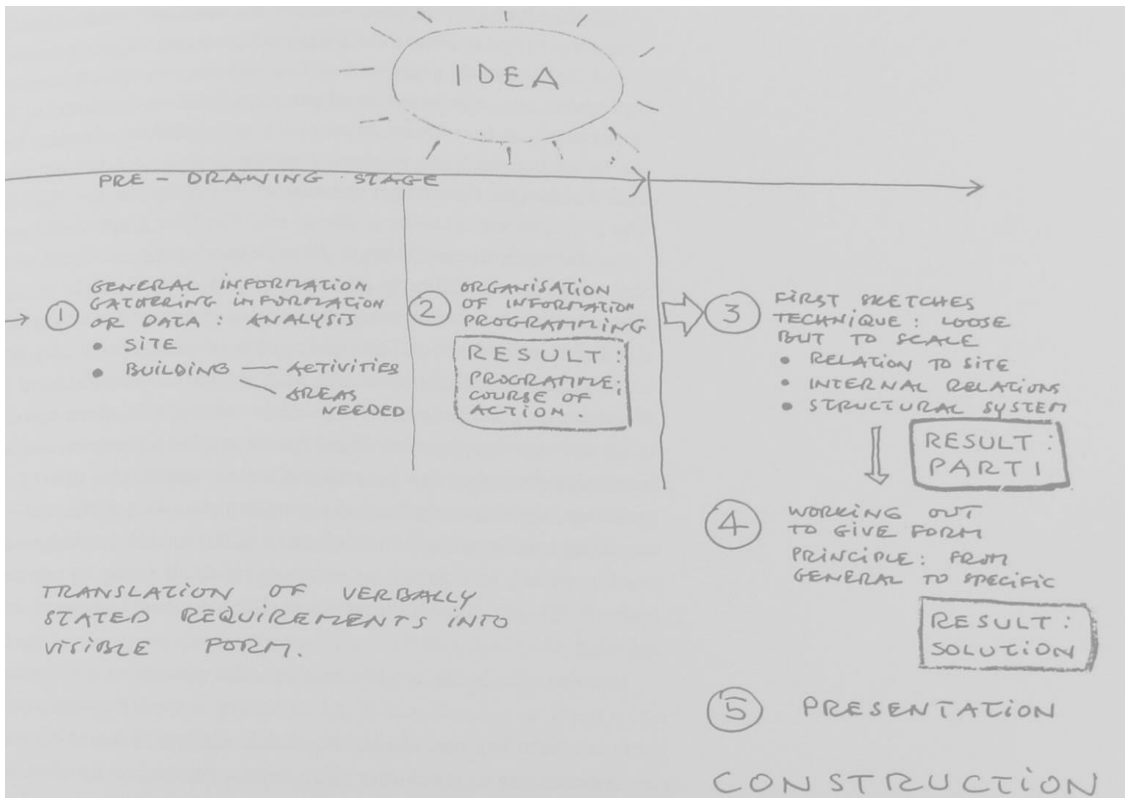 IDEA
PRE - DRAWING STAGE
1
GENERAL INFORMATION
GATHERING INFORMATION
OR DATA : ANALYSIS
• SITE
• BUILDING — ACTIVITIES
AREAS
NEEDED
2
ORGANISATION
OF INFORMATION
PROGRAMMING
RESULT :
PROGRAMME;
COURSE OF
ACTION.
3
FIRST SKETCHES
TECHNIQUE : LOOSE
BUT TO SCALE
• RELATION TO SITE
• INTERNAL RELATIONS
• STRUCTURAL SYSTEM
RESULT :
PARTI
4
WORKING OUT
TO GIVE FORM
PRINCIPLE : FROM
GENERAL TO SPECIFIC
RESULT :
SOLUTION
5
PRESENTATION
CONSTRUCTION
TRANSLATION OF VERBALLY
STATED REQUIREMENTS INTO
VISIBLE FORM.